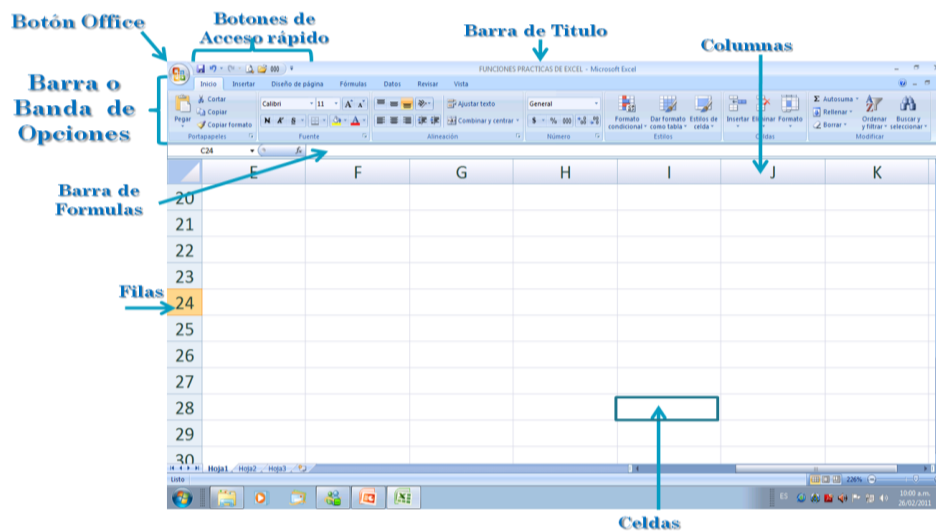 Botón Office
Botones de
Acceso rápido
Barra de Titulo
Columnas
Barra o
Banda de
Opciones
FUNCIONES PRACTICAS DE EXCEL - Microsoft Excel
Inicio Insertar Diseño de página Fórmulas Datos Revisar Vista
Pegar
Cortar
Copiar
Copiar formato
Portapapeles
Calibri 11
N K S
Fuente
Ajustar texto
Combinar y centrar
Alineación
General
$ % 000
Número
Formato condicional
Dar formato como tabla
Estilos de celda
Estilos
Insertar Eliminar Formato
Celdas
Σ Autosuma
Rellenar
Borrar
Ordenar y filtrar
Buscar y seleccionar
Modificar
C24 fx
E F G H I J K
Barra de
Formulas
Filas
20
21
22
23
24
25
26
27
28
29
30
Hoja1 Hoja2 Hoja3
Listo
226%
ES
10:00 a.m.
26/02/2011
Celdas